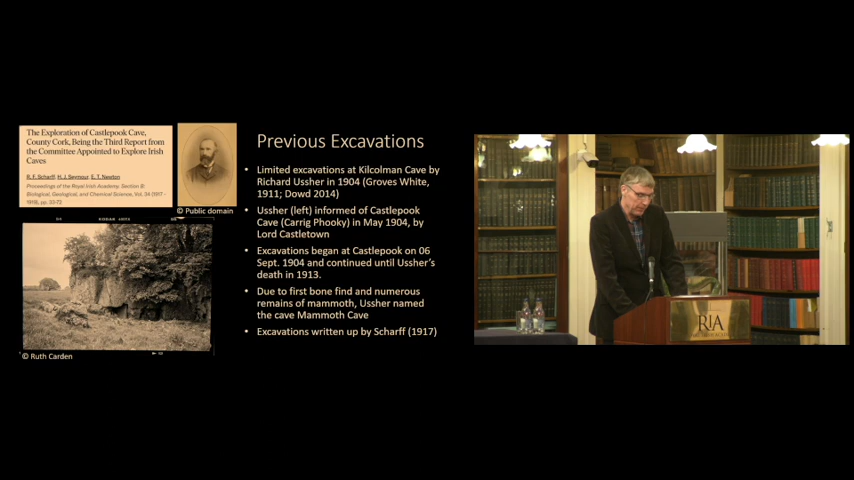 The Exploration of Castlepook Cave,
County Cork, Being the Third Report from
the Committee Appointed to Explore Irish
Caves
R. F. Scharff, H. J. Seymour, E. T. Newton
Proceedings of the Royal Irish Academy. Section B:
Biological, Geological, and Chemical Science, Vol. 34 (1917 -
1919), pp. 33-72
© Public domain
© Ruth Carden
Previous Excavations
• Limited excavations at Kilcolman Cave by
Richard Ussher in 1904 (Groves White,
1911; Dowd 2014)
• Ussher (left) informed of Castlepook
Cave (Carrig Phooky) in May 1904, by
Lord Castletown
• Excavations began at Castlepook on 06
Sept. 1904 and continued until Ussher's
death in 1913.
• Due to first bone find and numerous
remains of mammoth, Ussher named
the cave Mammoth Cave
• Excavations written up by Scharff (1917)
RIA